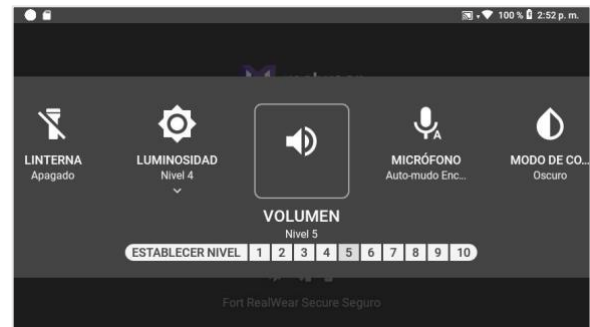 100 % 2:52 p. m.
LINTERNA
Apagado
LUMINOSIDAD
Nivel 4
VOLUMEN
Nivel 5
MICRÓFONO
Auto-mudo Enc...
MODO DE CO...
Oscuro
ESTABLECER NIVEL 1 2 3 4 5 6 7 8 9 10
Fort RealWear Secure Seguro